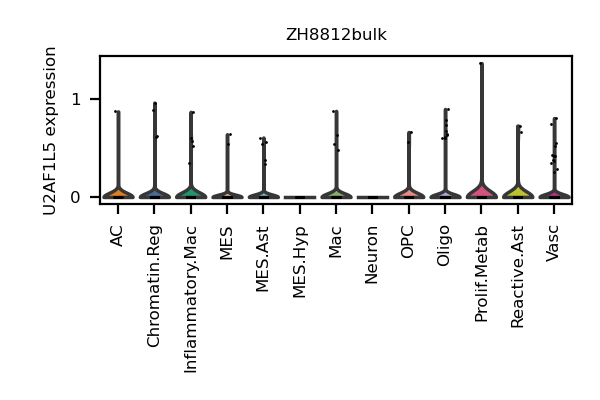 ZH8812bulk
U2AF1L5 expression
1
0
AC
Chromatin.Reg
Inflammatory.Mac
MES
MES.Ast
MES.Hyp
Mac
Neuron
OPC
Oligo
Prolif.Metab
Reactive.Ast
Vasc